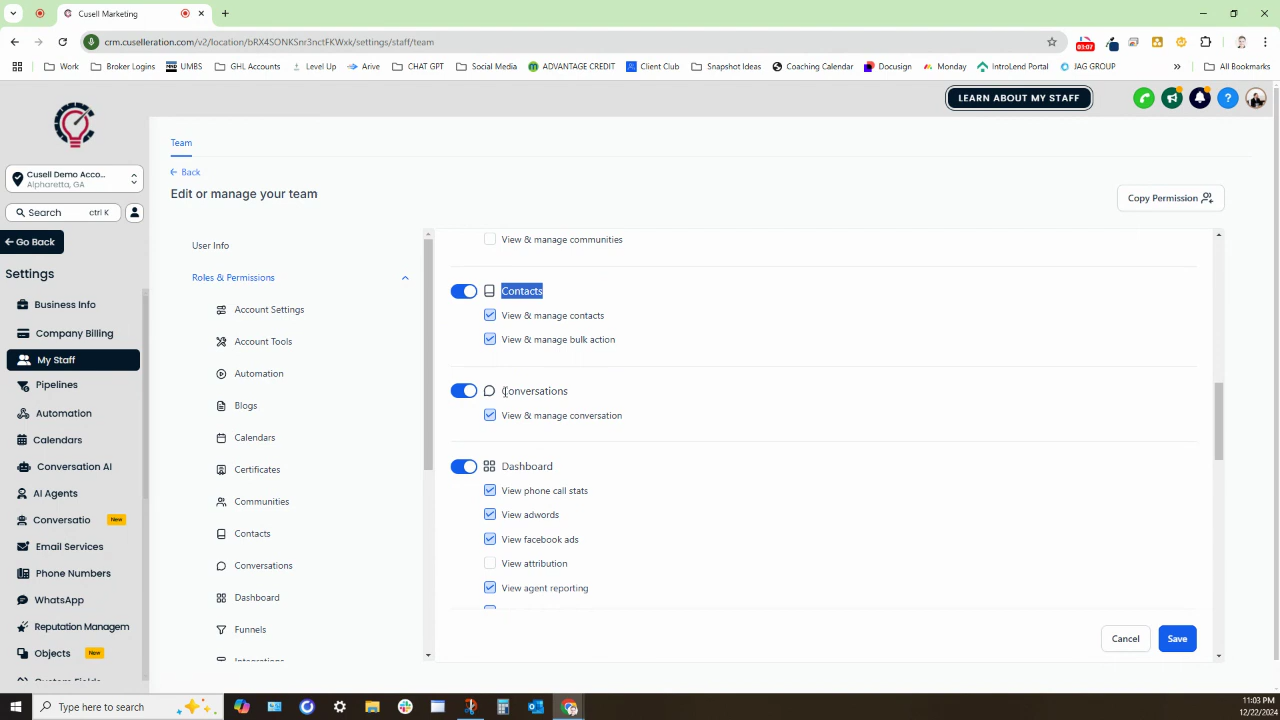 Cusell Marketing
crm.cuselleration.com/v2/location/bRX4SONKSnr3nctFKWxk/settings/staff/team
03:07
Work
Broker Logins
UMBS
GHL Accounts
Level Up
Arive
CHAT GPT
Social Media
ADVANTAGE CREDIT
Client Club
Snapshot Ideas
Coaching Calendar
Docusign
Monday
IntroLend Portal
JAG GROUP
»
All Bookmarks
LEARN ABOUT MY STAFF
Cusell Demo Acco...
Alpharetta, GA
Search
ctrl K
Go Back
Settings
Business Info
Company Billing
My Staff
Pipelines
Automation
Calendars
Conversation AI
AI Agents
Conversatio
New
Email Services
Phone Numbers
WhatsApp
Reputation Managem
Objects
New
Custom Fields
Team
Back
Edit or manage your team
Copy Permission
User Info
Roles & Permissions
Account Settings
Account Tools
Automation
Blogs
Calendars
Certificates
Communities
Contacts
Conversations
Dashboard
Funnels
Integrations
View & manage communities
Contacts
View & manage contacts
View & manage bulk action
Conversations
View & manage conversation
Dashboard
View phone call stats
View adwords
View facebook ads
View attribution
View agent reporting
Cancel
Save
Type here to search
11:03 PM
12/22/2024